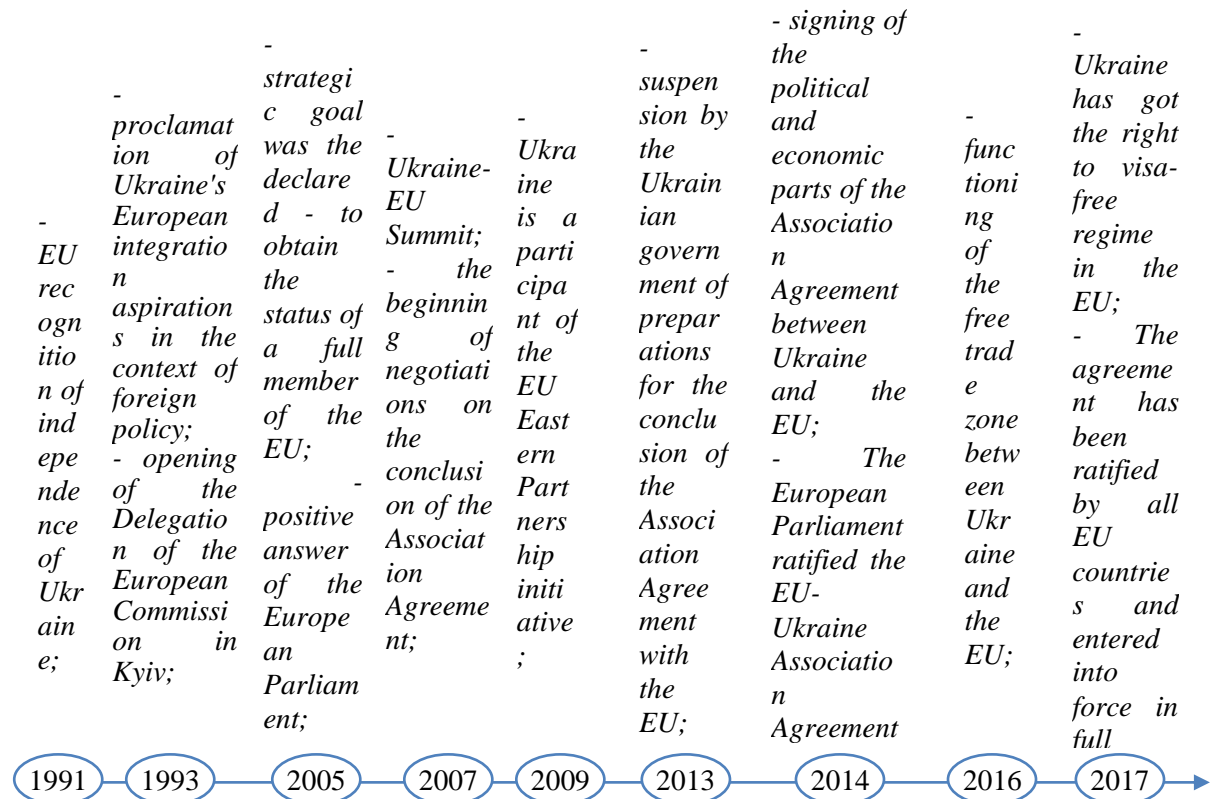 -
EU
rec
ogn
itio
n of
ind
epe
nde
nce
of
Ukr
ain
e;
-
proclamat
ion of
Ukraine's
European
integratio
n
aspiration
s in the
context of
foreign
policy;
- opening
of the
Delegatio
n of the
European
Commissi
on in
Kyiv;
-
strategi
c goal
was the
declare
d - to
obtain
the
status of
a full
member
of the
EU;
-
positive
answer
of the
Europe
an
Parliam
ent;
-
Ukraine-
EU
Summit;
- the
beginnin
g of
negotiati
ons on
the
conclusi
on of the
Associat
ion
Agreeme
nt;
-
Ukra
ine
is a
parti
cipa
nt of
the
EU
East
ern
Part
ners
hip
initi
ative
;
-
suspen
sion by
the
Ukrain
ian
govern
ment of
prepar
ations
for the
conclu
sion of
the
Associ
ation
Agree
ment
with
the
EU;
- signing of
the
political
and
economic
parts of the
Associatio
n
Agreement
between
Ukraine
and the
EU;
- The
European
Parliament
ratified the
EU-
Ukraine
Associatio
n
Agreement
-
func
tioni
ng
of
the
free
trad
e
zone
betw
een
Ukr
aine
and
the
EU;
-
Ukraine
has got
the right
to visa-
free
regime
in the
EU;
- The
agreeme
nt has
been
ratified
by all
EU
countrie
s and
entered
into
force in
full
1991
1993
2005
2007
2009
2013
2014
2016
2017